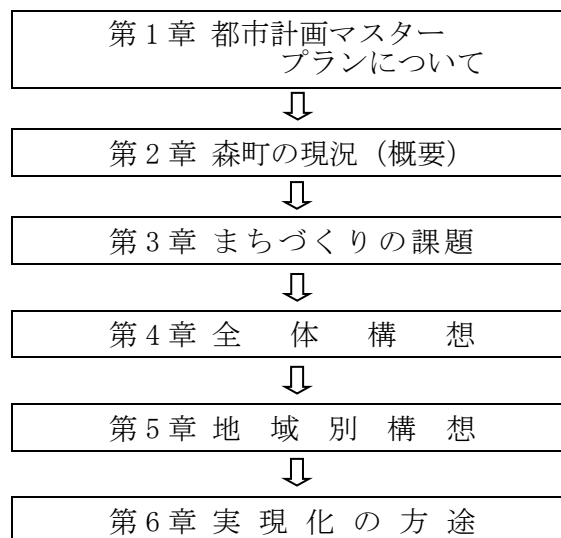 第1章 都市計画マスター
プランについて
第2章 森町の現況（概要）
第3章 まちづくりの課題
第4章 全体構想
第5章 地域別構想
第6章 実現化の方途